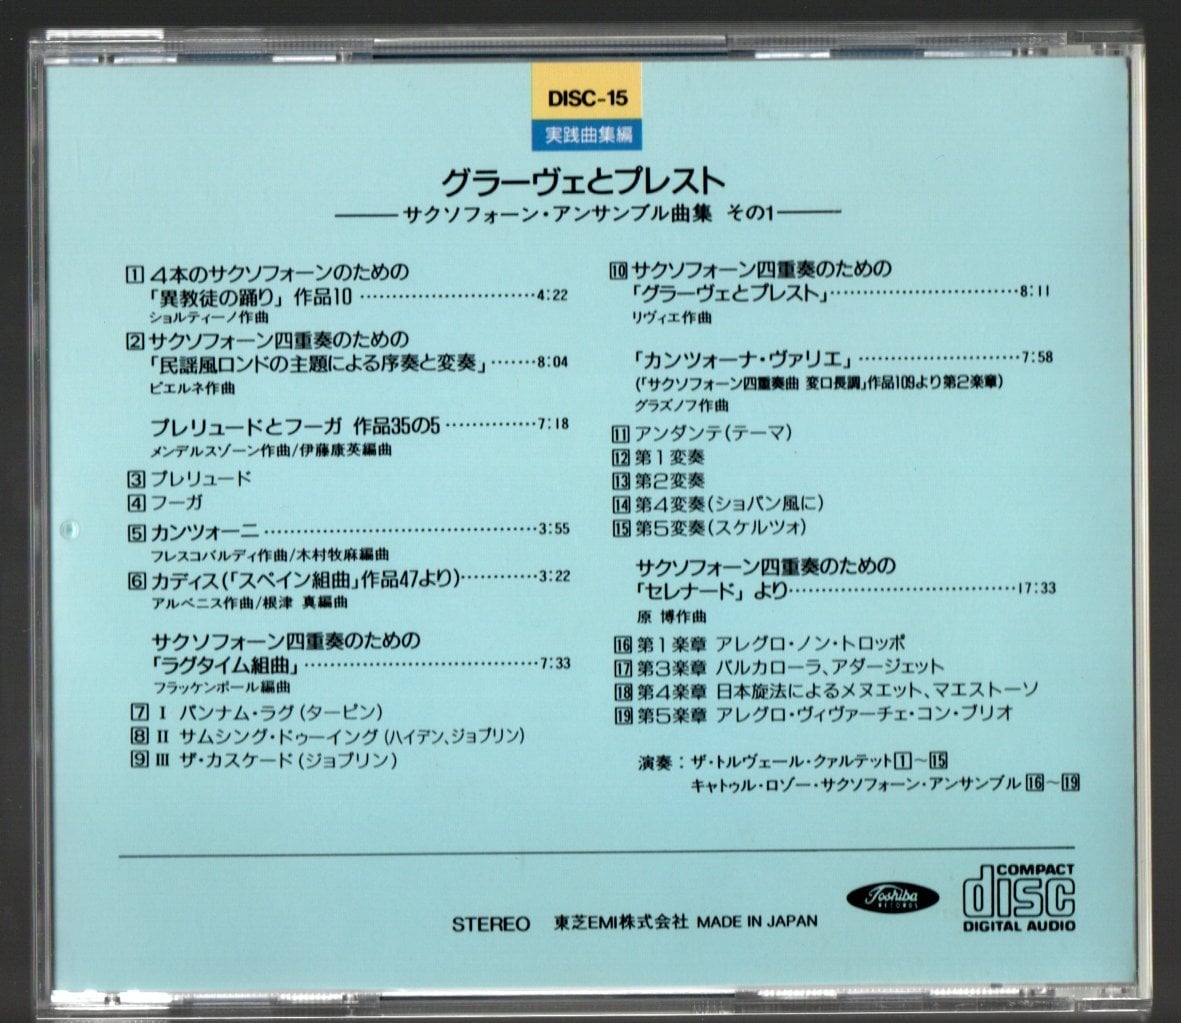 DISC-15
実践曲集編
グラーヴェとプレスト
サクソフォーン・アンサンブル曲集 その1
1 4本のサクソフォーンのための
「異教徒の踊り」 作品10 ………………………4:22
ショルティーノ作曲
2 サクソフォーン四重奏のための
「民謡風ロンドの主題による序奏と変奏」……8:04
ピエルネ作曲
プレリュードとフーガ 作品35の5……………7:18
メンデルスゾーン作曲/伊藤康英編曲
3 プレリュード
4 フーガ
5 カンツォーニ……………………………………3:55
フレスコバルディ作曲/木村牧麻編曲
6 カディス(「スペイン組曲」作品47より)…………3:22
アルベニス作曲/根津 真編曲
サクソフォーン四重奏のための
「ラグタイム組曲」………………………………7:33
フラッケンポール編曲
7 I バンナム・ラグ(ターピン)
8 II サムシング・ドゥーイング(ハイデン、ジョプリン)
9 III ザ・カスケード(ジョプリン)
10 サクソフォーン四重奏のための
「グラーヴェとプレスト」…………………………8:11
リヴィエ作曲
「カンツォーナ・ヴァリエ」……………………7:58
(「サクソフォーン四重奏曲 変ロ長調」作品109より第2楽章)
グラズノフ作曲
11 アンダンテ(テーマ)
12 第1変奏
13 第2変奏
14 第4変奏(ショパン風に)
15 第5変奏(スケルツォ)
サクソフォーン四重奏のための
「セレナード」 より………………………………17:33
原 博作曲
16 第1楽章 アレグロ・ノン・トロッポ
17 第3楽章 バルカローラ、アダージェット
18 第4楽章 日本旋法によるメヌエット、マエストーソ
19 第5楽章 アレグロ・ヴィヴァーチェ・コン・ブリオ
演奏：ザ・トルヴェール・クァルテット1～15
キャトゥル・ロゾー・サクソフォーン・アンサンブル16～19
Toshiba
RECORDS
COMPACT
disc
DIGITAL AUDIO
STEREO 東芝EMI株式会社 MADE IN JAPAN